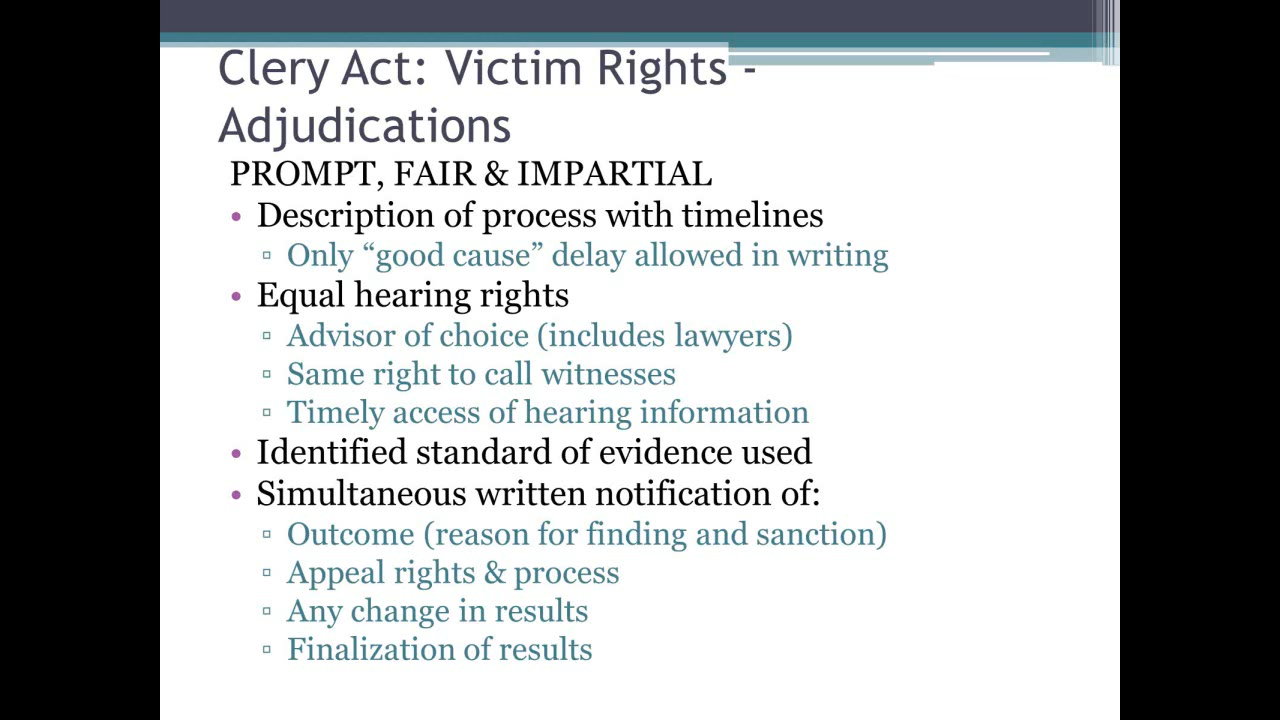 Clery Act: Victim Rights -
Adjudications
PROMPT, FAIR & IMPARTIAL
• Description of process with timelines
▫ Only “good cause” delay allowed in writing
• Equal hearing rights
▫ Advisor of choice (includes lawyers)
▫ Same right to call witnesses
▫ Timely access of hearing information
• Identified standard of evidence used
• Simultaneous written notification of:
▫ Outcome (reason for finding and sanction)
▫ Appeal rights & process
▫ Any change in results
▫ Finalization of results